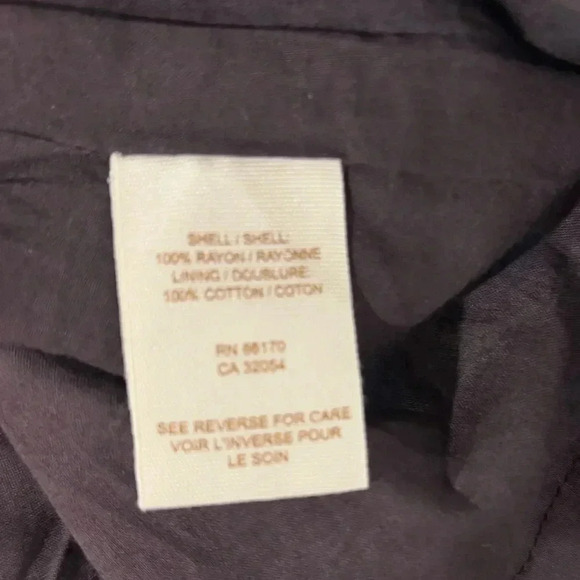 SHELL / SHELL:
100% RAYON / RAYONNE
LINING / DOUBLURE:
100% COTTON / COTON
RN 66170
CA 32054
SEE REVERSE FOR CARE
VOIR L'INVERSE POUR
LE SOIN